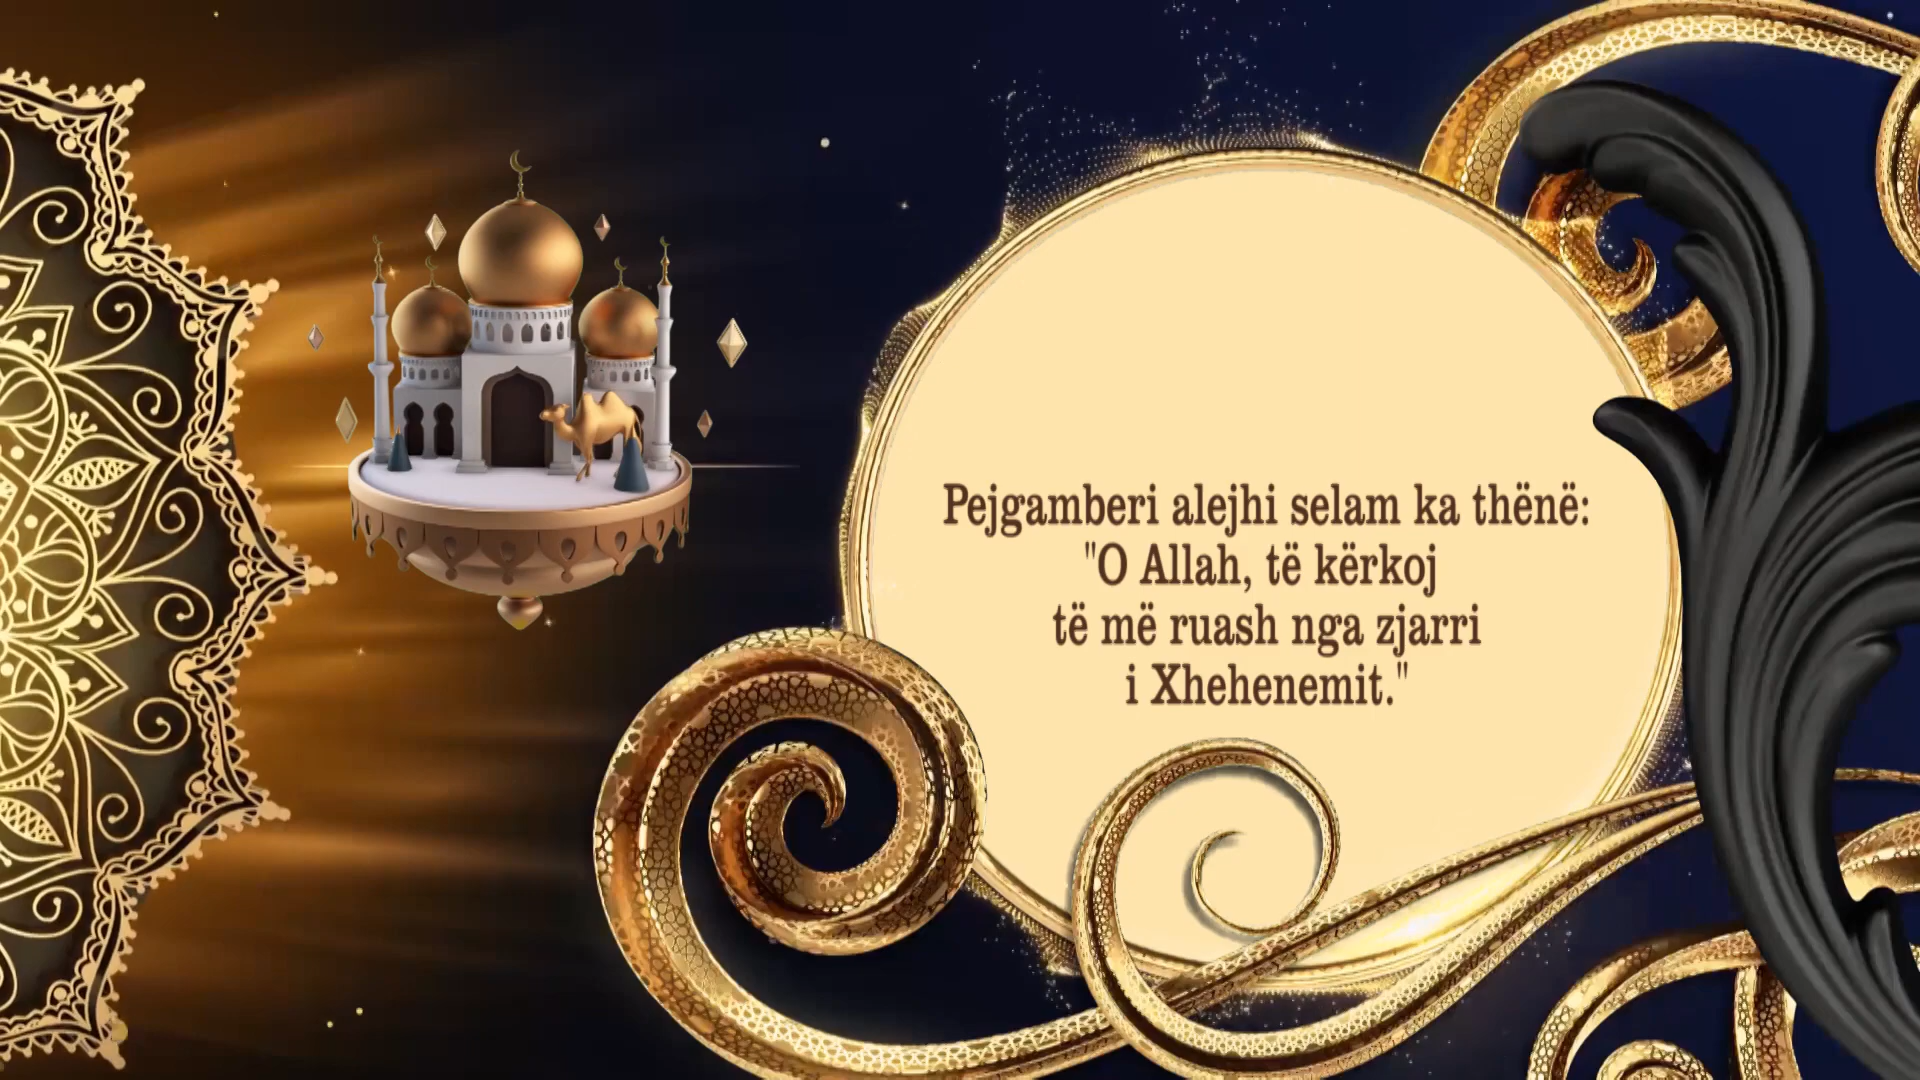 Pejgamberi alejhi selam ka thënë:
"O Allah, të kërkoj
të më ruash nga zjarri
i Xhehenemit."